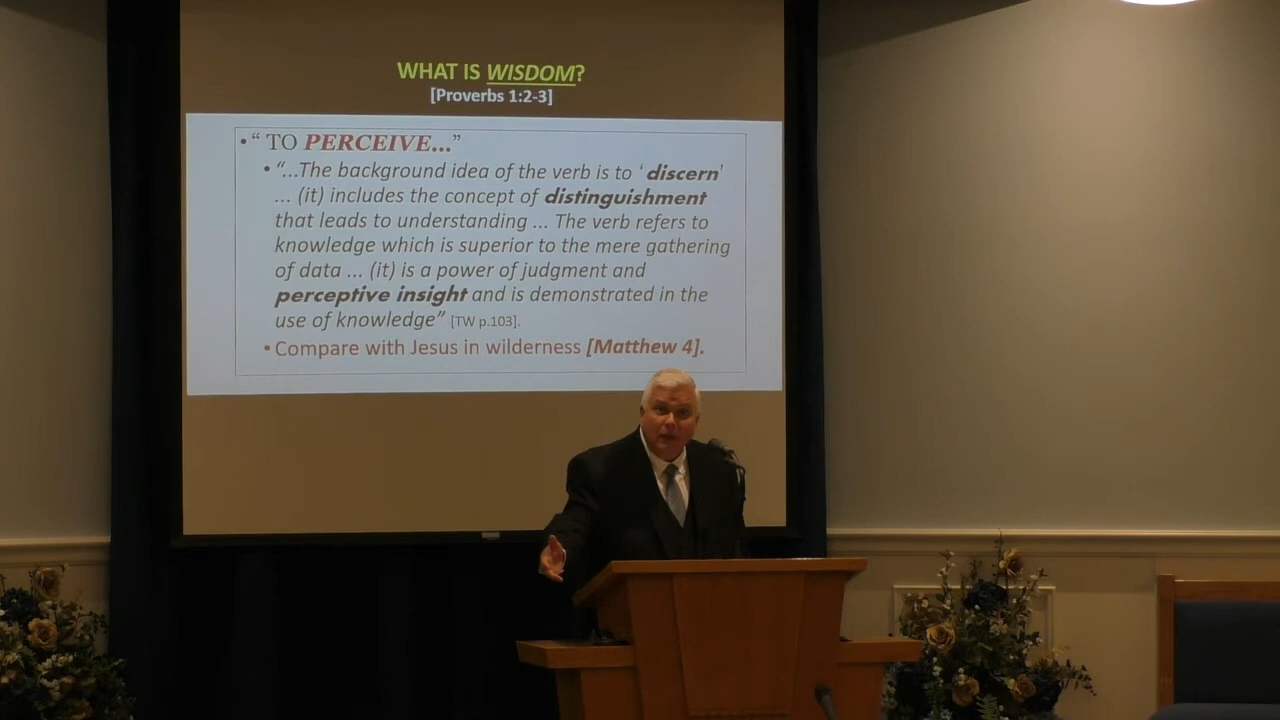 WHAT IS WISDOM?
[Proverbs 1:2-3]
• “ TO PERCEIVE...”
• “...The background idea of the verb is to ‘discern’
... (it) includes the concept of distinguishment
that leads to understanding ... The verb refers to
knowledge which is superior to the mere gathering
of data ... (it) is a power of judgment and
perceptive insight and is demonstrated in the
use of knowledge” [TW p.103].
• Compare with Jesus in wilderness [Matthew 4].